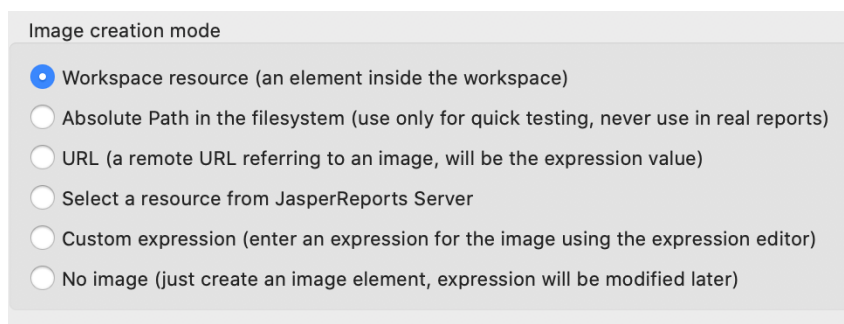 Image creation mode
Workspace resource (an element inside the workspace)
Absolute Path in the filesystem (use only for quick testing, never use in real reports)
URL (a remote URL referring to an image, will be the expression value)
Select a resource from JasperReports Server
Custom expression (enter an expression for the image using the expression editor)
No image (just create an image element, expression will be modified later)